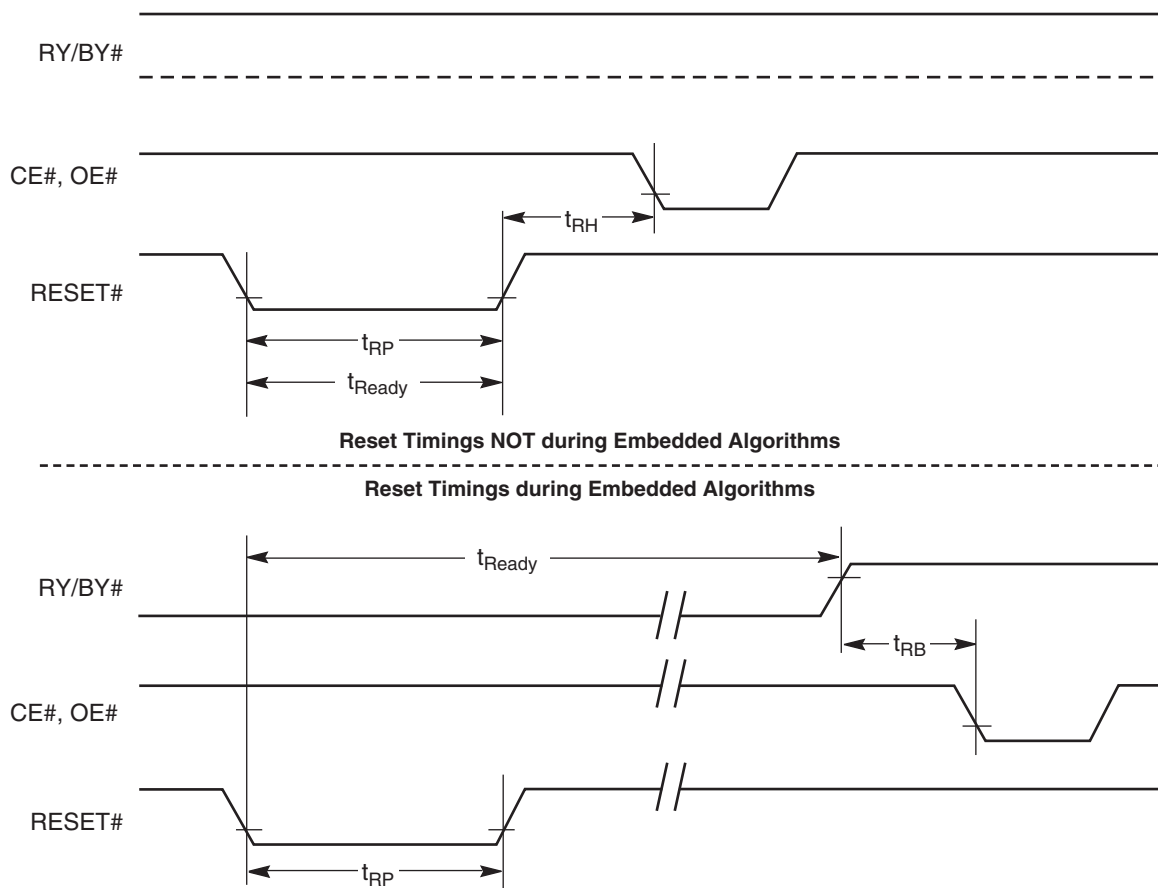 RY/BY#
CE#, OE#
tRH
RESET#
tRP
tReady
Reset Timings NOT during Embedded Algorithms
Reset Timings during Embedded Algorithms
tReady
RY/BY#
tRB
CE#, OE#
RESET#
tRP